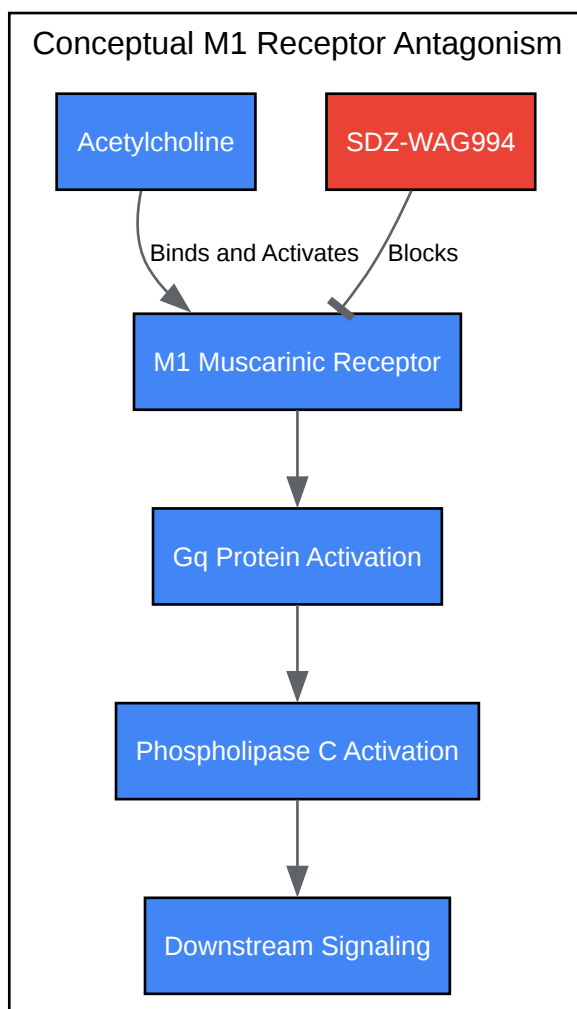 Conceptual M1 Receptor Antagonism
Acetylcholine
SDZ-WAG994
Binds and Activates
Blocks
M1 Muscarinic Receptor
Gq Protein Activation
Phospholipase C Activation
Downstream Signaling